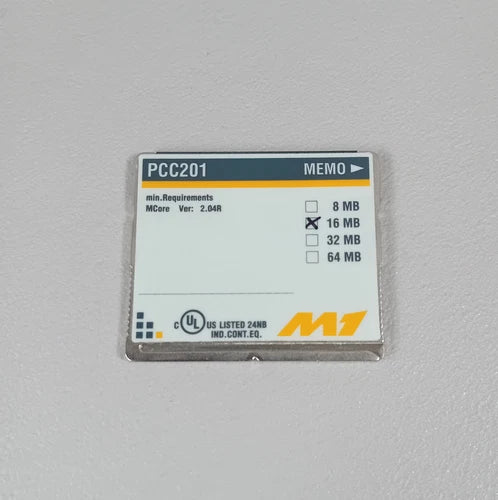 PCC201 MEMO ►
min.Requirements
MCore Ver: 2.04R
8 MB
16 MB
32 MB
64 MB
C UL US LISTED 24NB
IND.CONT.EQ.
M1